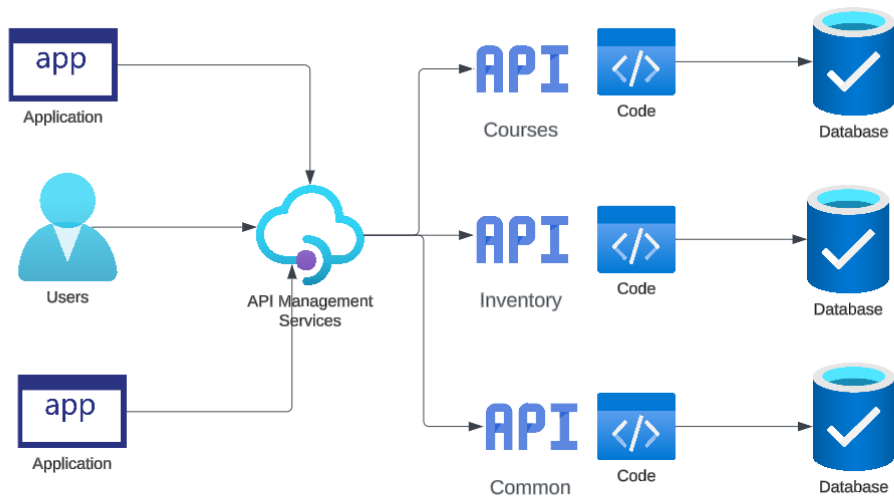 app
Application
API
Courses
</>
Code
Database
Users
API Management
Services
API
Inventory
</>
Code
Database
app
Application
API
Common
</>
Code
Database